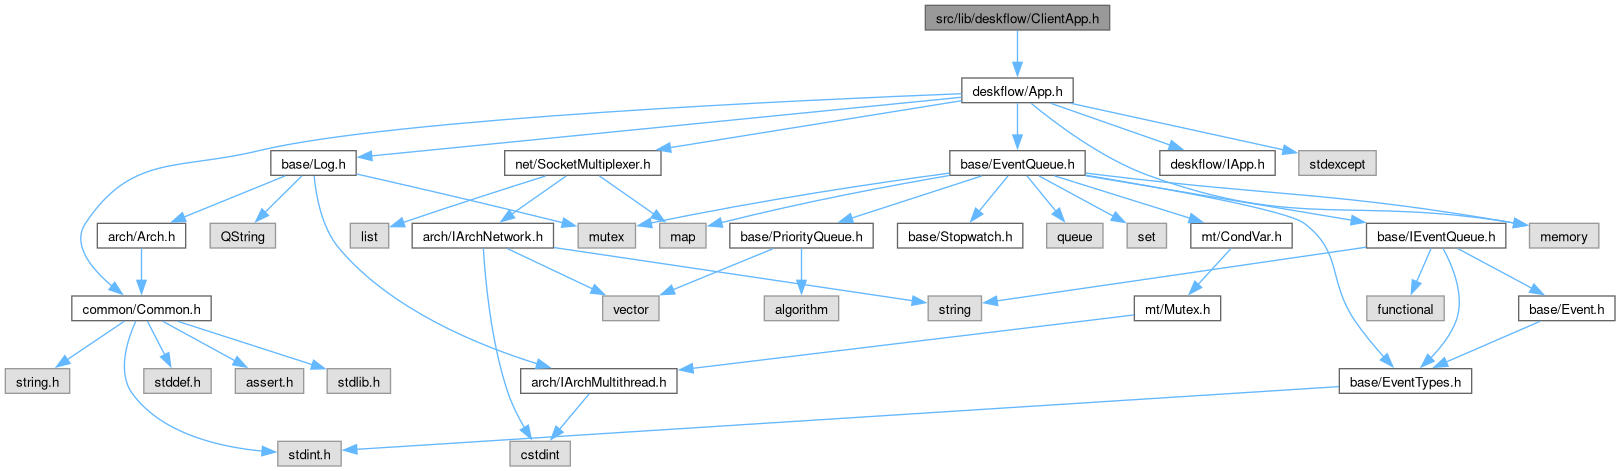 src/lib/deskflow/ClientApp.h
deskflow/App.h
base/Log.h
net/SocketMultiplexer.h
base/EventQueue.h
deskflow/IApp.h
stdexcept
arch/Arch.h
QString
list
arch/IArchNetwork.h
mutex
map
base/PriorityQueue.h
base/Stopwatch.h
queue
set
mt/CondVar.h
base/IEventQueue.h
memory
common/Common.h
vector
algorithm
string
mt/Mutex.h
functional
base/Event.h
string.h
stddef.h
assert.h
stdlib.h
arch/IArchMultithread.h
base/EventTypes.h
stdint.h
cstdint